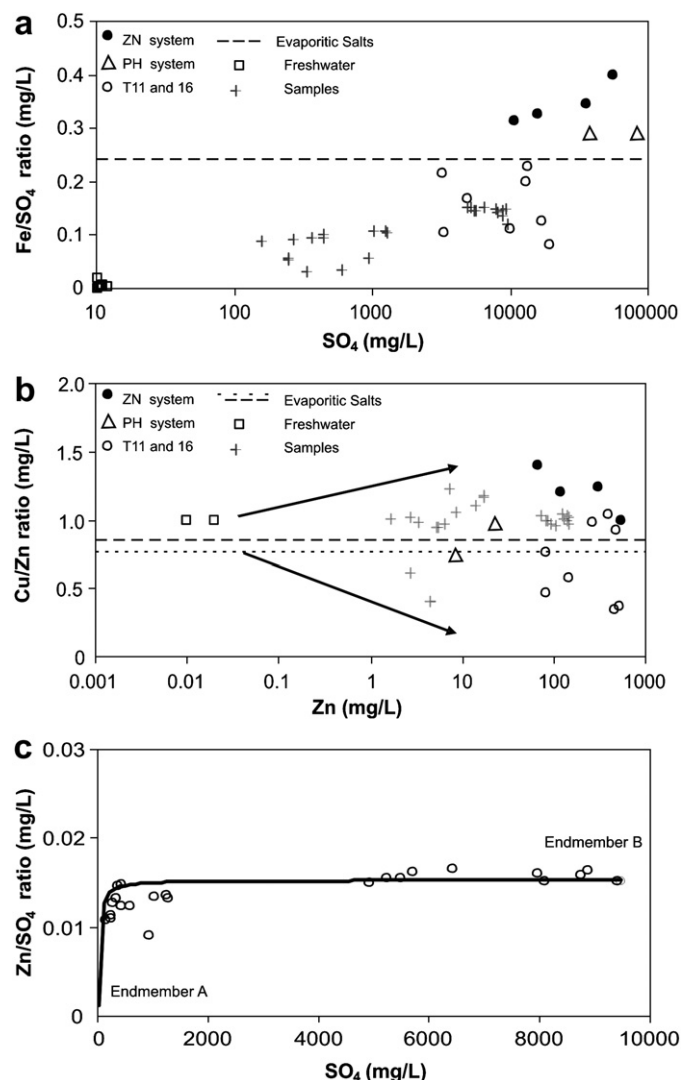 a
0.5
0.4
0.3
0.2
0.1
0
Fe/SO₄ ratio (mg/L)
ZN system
Evaporitic Salts
PH system
Freshwater
T11 and 16
Samples
10 100 1000 10000 100000
SO₄ (mg/L)
b
2.0
1.5
1.0
0.5
0
Cu/Zn ratio (mg/L)
ZN system
Evaporitic Salts
PH system
Freshwater
T11 and 16
Samples
0.001 0.01 0.1 1 10 100 1000
Zn (mg/L)
c
0.03
0.02
0.01
0
Zn/SO₄ ratio (mg/L)
Endmember B
Endmember A
0 2000 4000 6000 8000 10000
SO₄ (mg/L)